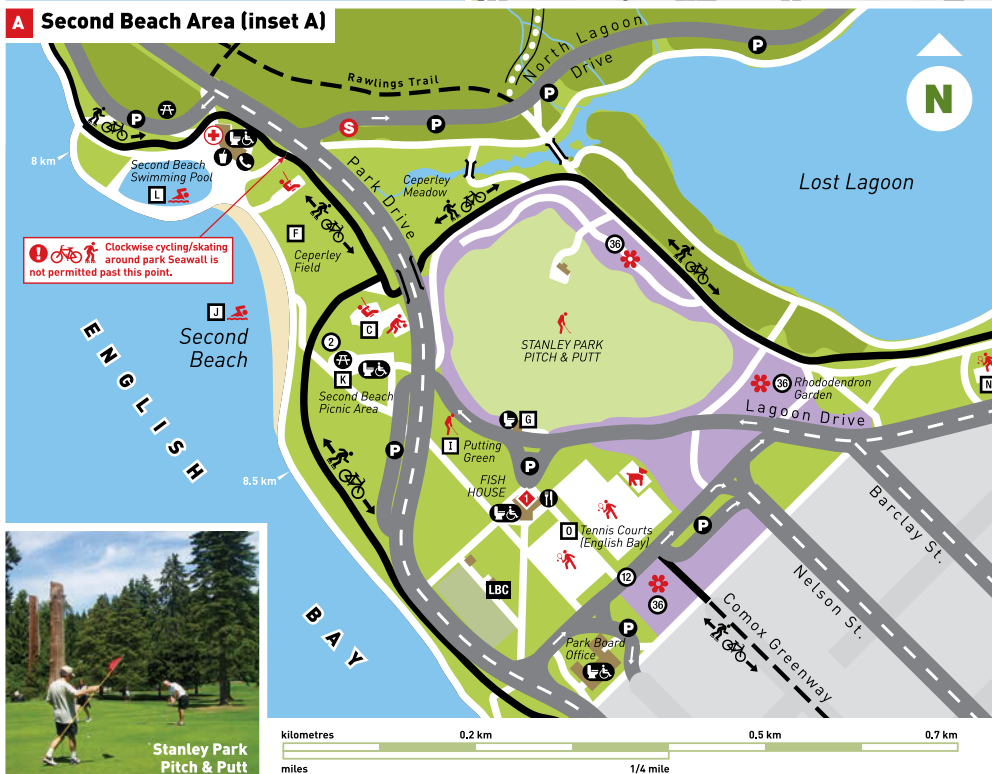 A Second Beach Area (inset A)
North Lagoon
Drive
P
Rawlings Trail
P
P
S
P
N
8 km
Second Beach
Swimming Pool
L
Park Drive
Ceperley
Meadow
Lost Lagoon
! Clockwise cycling/skating
around park Seawall is
not permitted past this point.
F
Ceperley
Field
36
J
Second
Beach
C
2
K
Second Beach
Picnic Area
STANLEY PARK
PITCH & PUTT
36 Rhododendron
Garden
N
Lagoon Drive
ENGLISH
BAY
G
I Putting
Green
P
P
8.5 km
FISH
HOUSE
1
O Tennis Courts
(English Bay)
P
Barclay St.
Nelson St.
LBC
12
36
Comox Greenway
P
Park Board
Office
Stanley Park
Pitch & Putt
kilometres 0.2 km 0.5 km 0.7 km
miles 1/4 mile